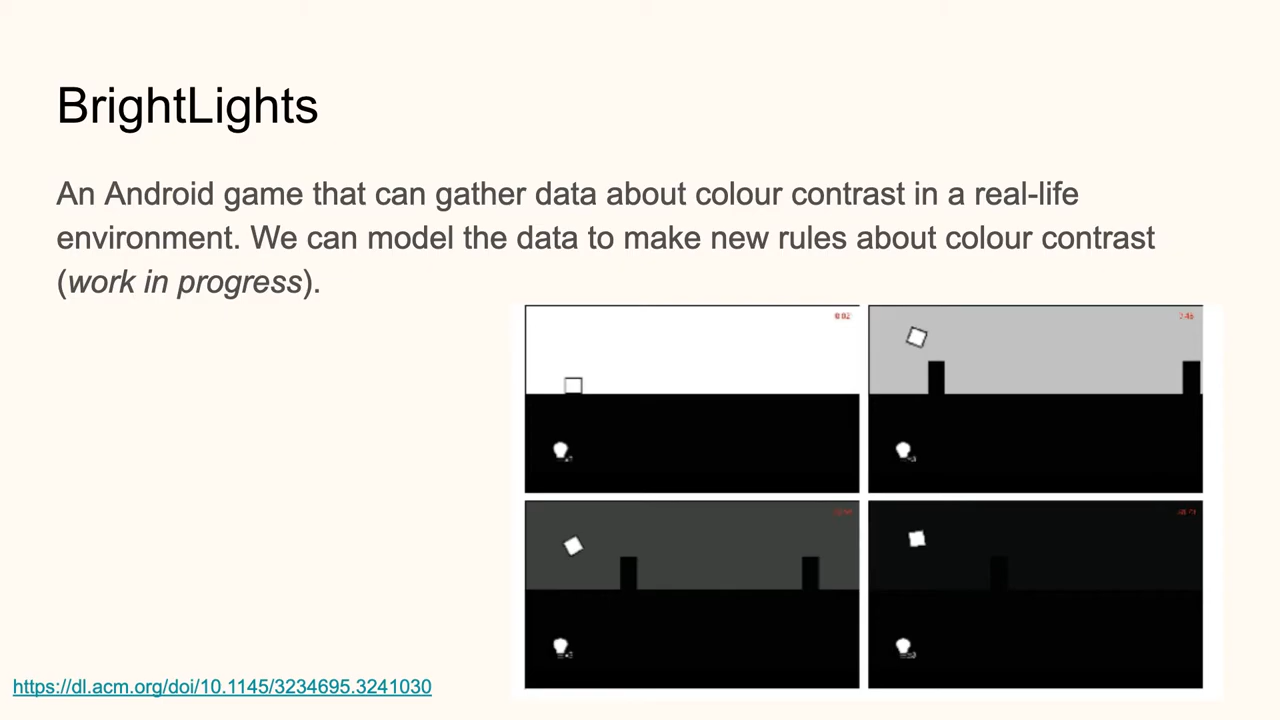 BrightLights
An Android game that can gather data about colour contrast in a real-life
environment. We can model the data to make new rules about colour contrast
(work in progress).
https://dl.acm.org/doi/10.1145/3234695.3241030